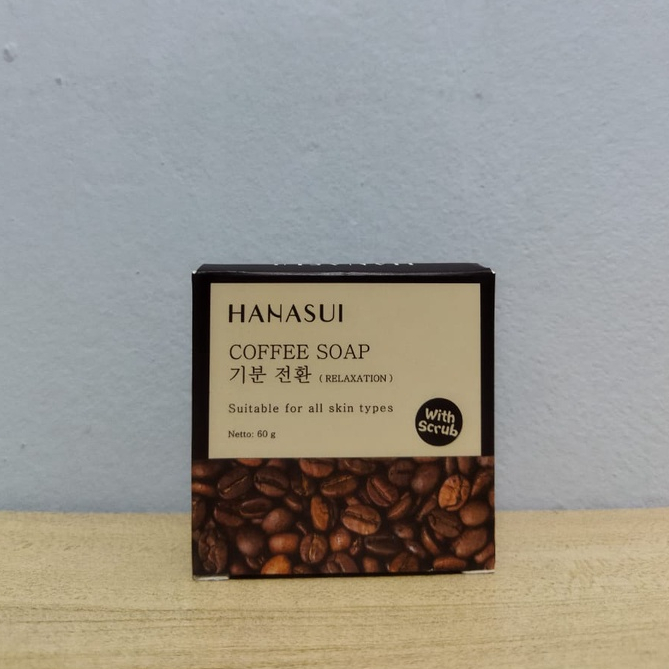 HANASUI
COFFEE SOAP
기분 전환 ( RELAXATION )
Suitable for all skin types
With
Scrub
Netto: 60 g